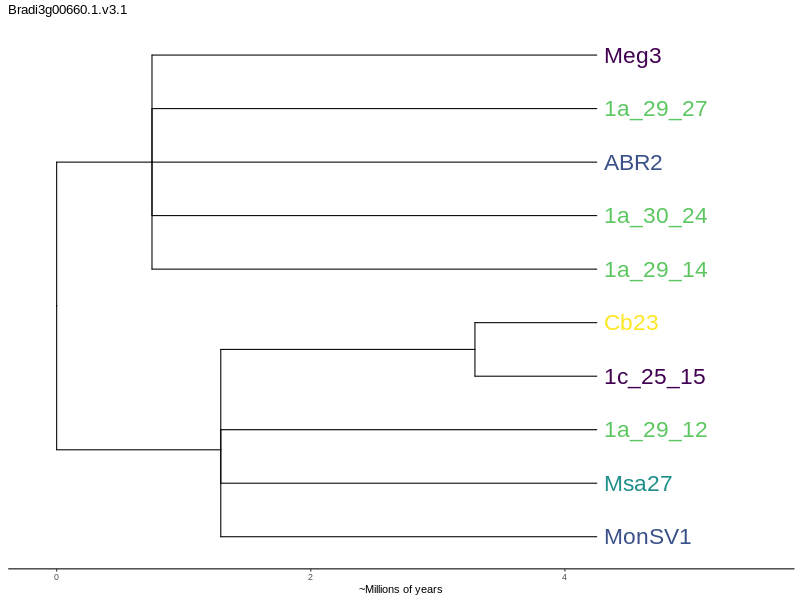 Bradi3g00660.1.v3.1
Meg3
1a_29_27
ABR2
1a_30_24
1a_29_14
Cb23
1c_25_15
1a_29_12
Msa27
MonSV1
0 2 4
~Millions of years